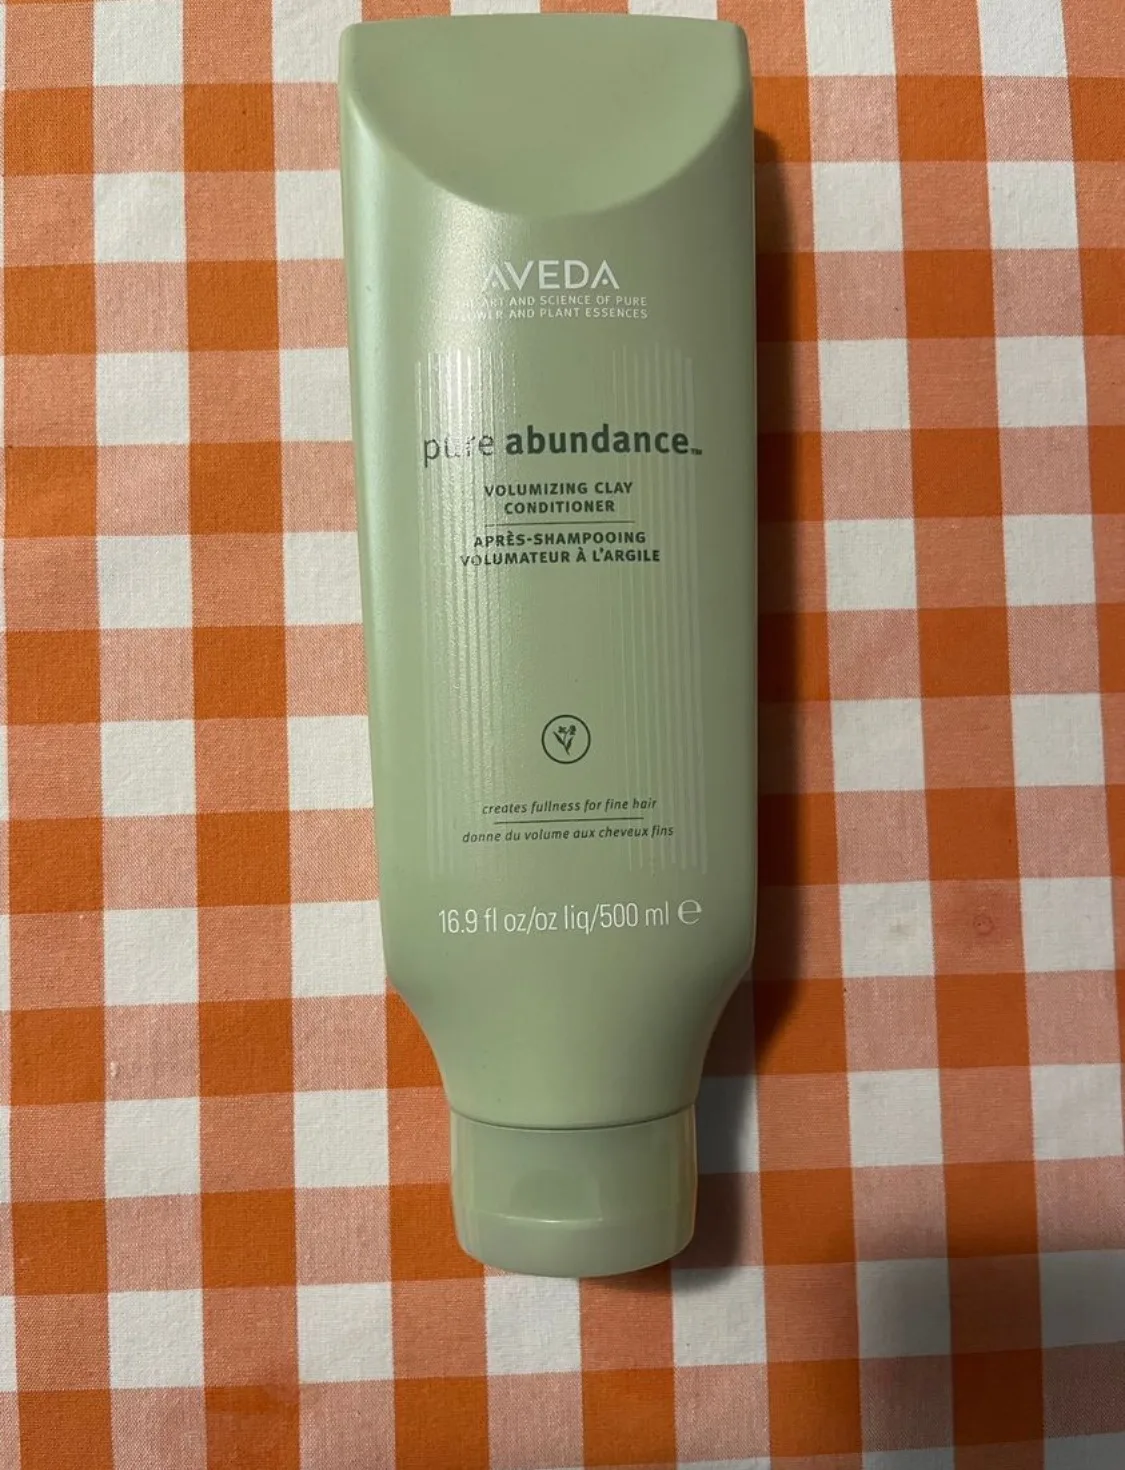 AVEDA
ART AND SCIENCE OF PURE
AND PLANT ESSENCES
pure abundance™
VOLUMIZING CLAY
CONDITIONER
APRÈS-SHAMPOOING
VOLUMATEUR À L'ARGILE
creates fullness for fine hair
donne du volume aux cheveux fins
16.9 fl oz/oz liq/500 ml ℮